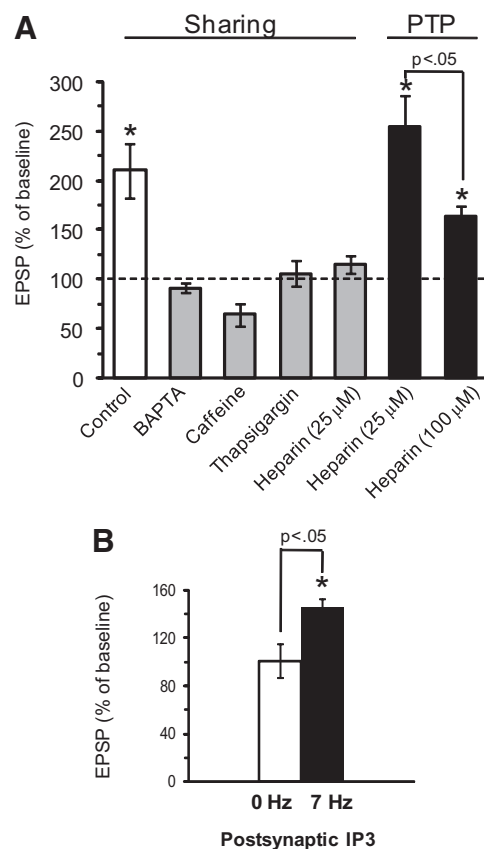 A
Sharing
PTP
p<.05
EPSP (% of baseline)
300
250
200
150
100
50
0
*
*
*
Control
BAPTA
Caffeine
Thapsigargin
Heparin (25 μM)
Heparin (25 μM)
Heparin (100 μM)
B
p<.05
*
EPSP (% of baseline)
160
120
80
40
0
0 Hz 7 Hz
Postsynaptic IP3